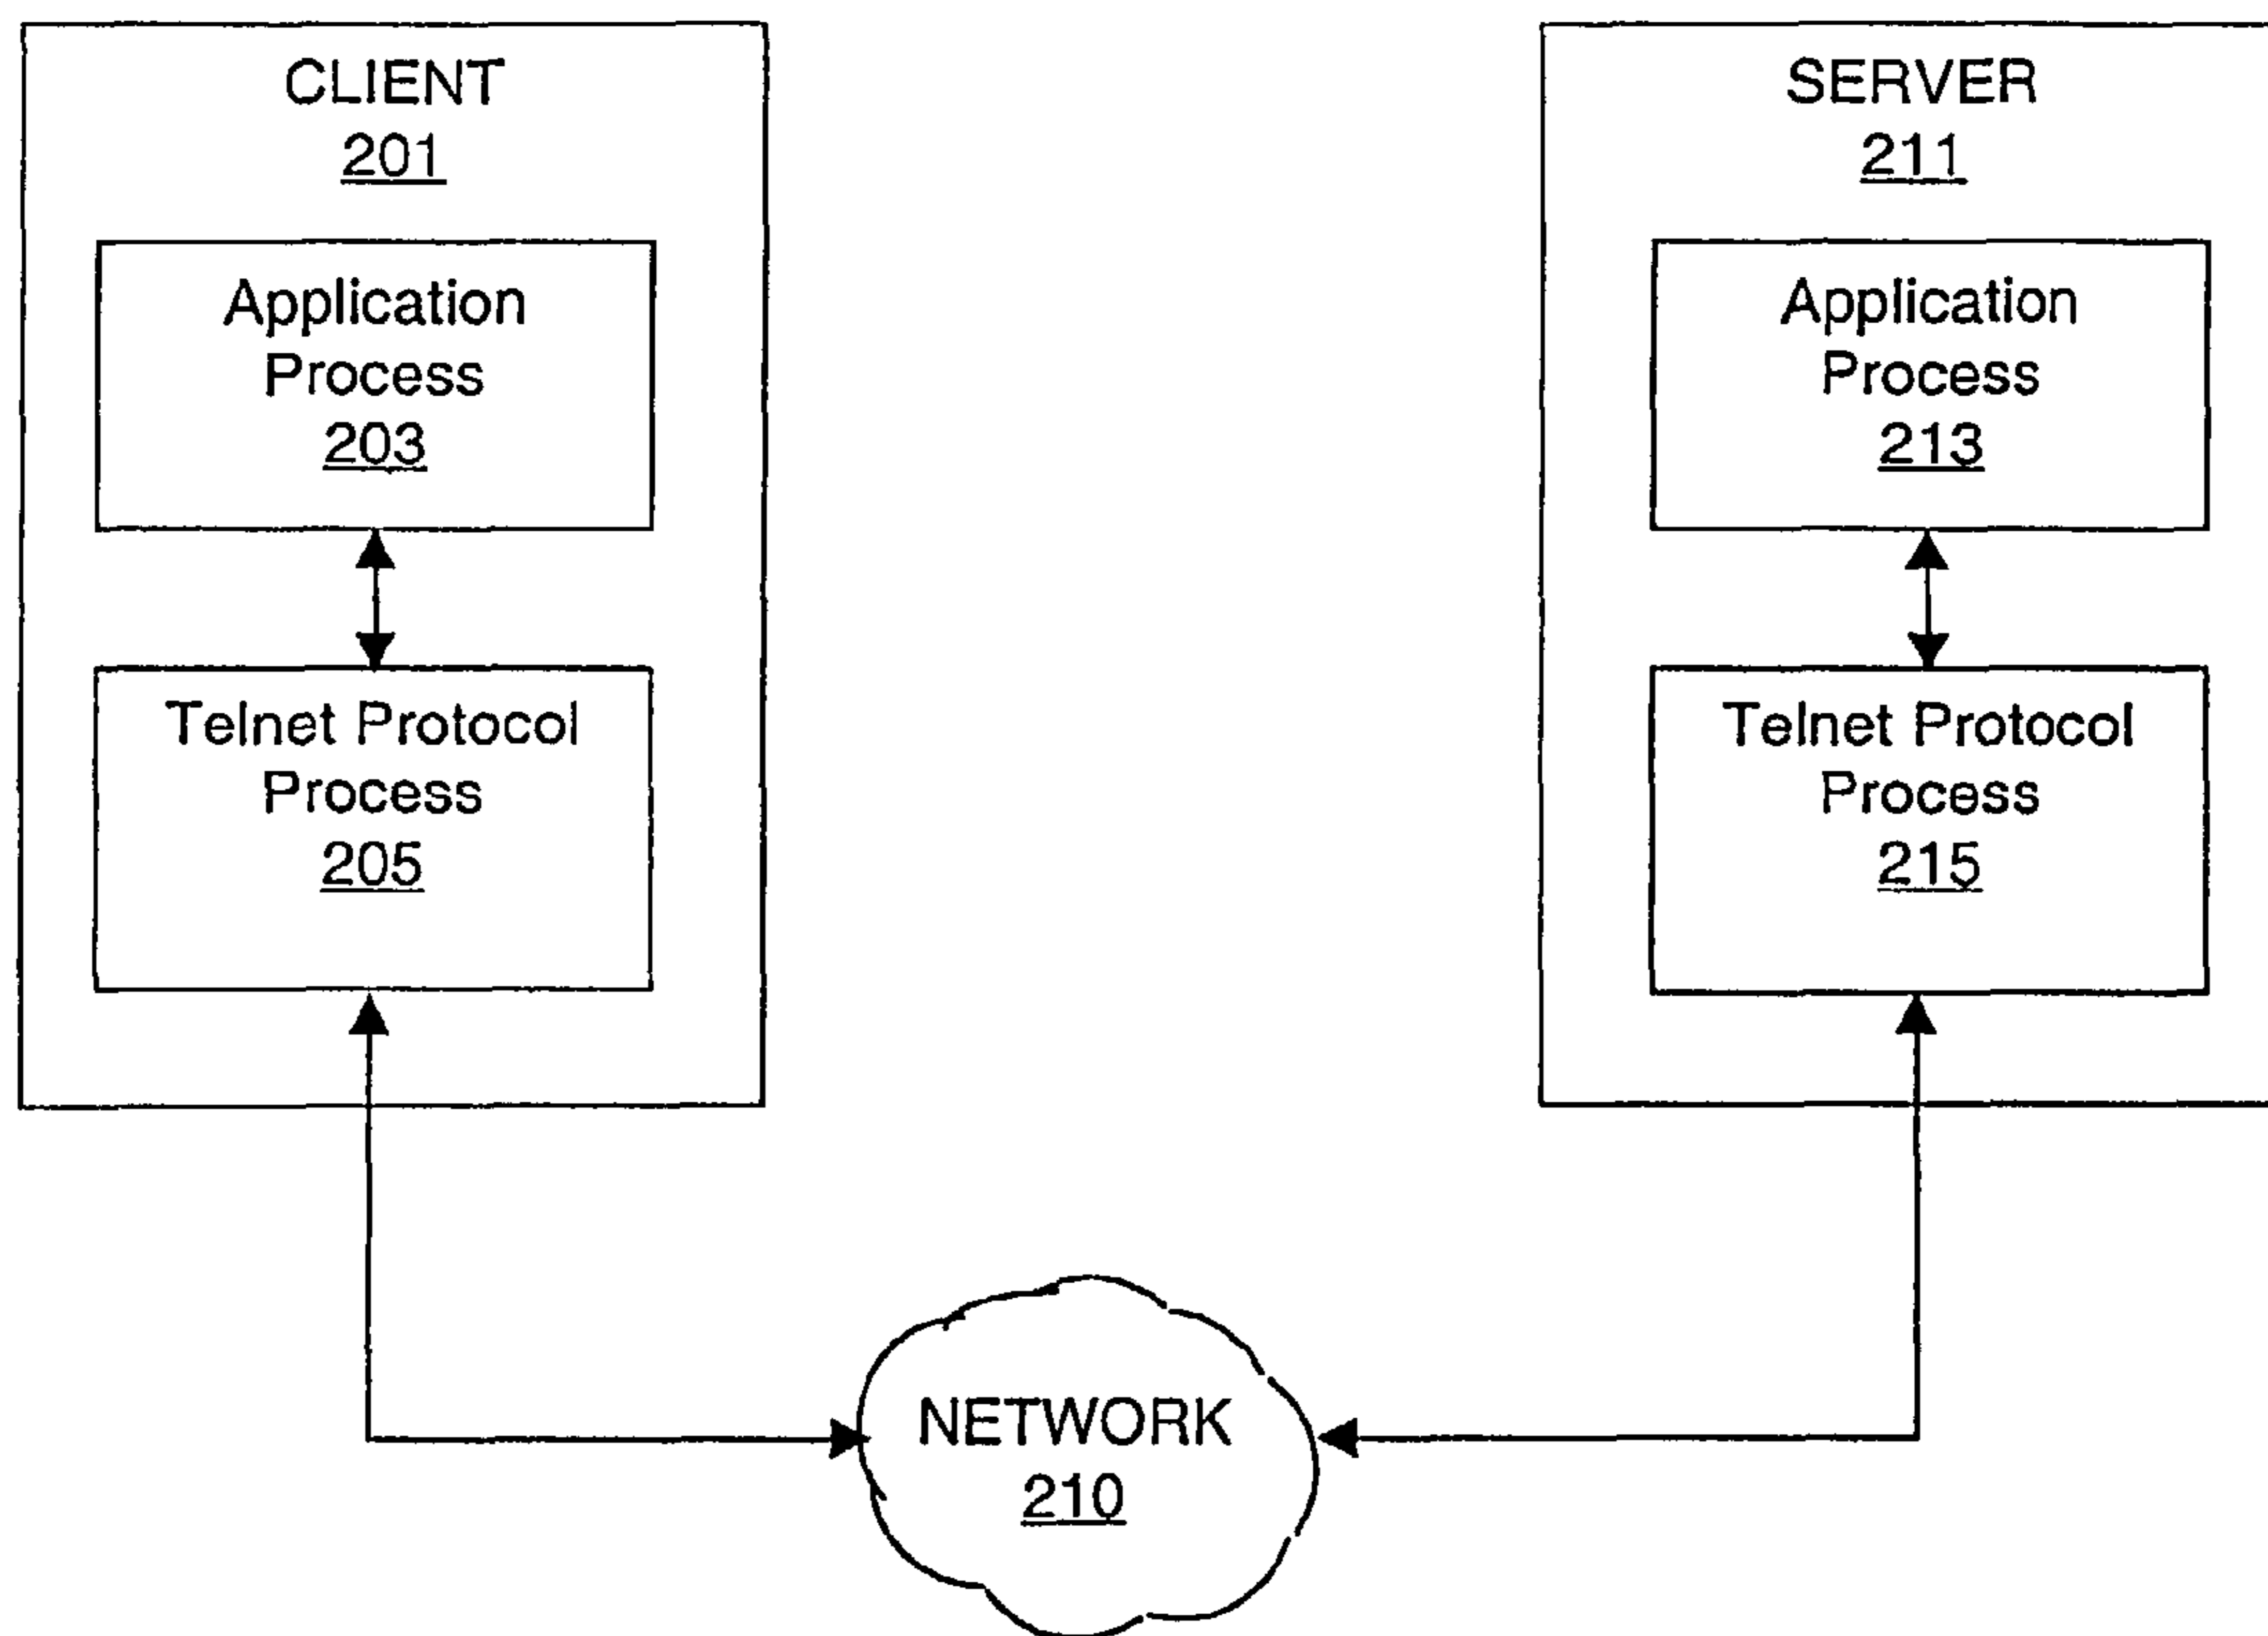 CLIENT
201
Application
Process
203
Telnet Protocol
Process
205
SERVER
211
Application
Process
213
Telnet Protocol
Process
215
NETWORK
210